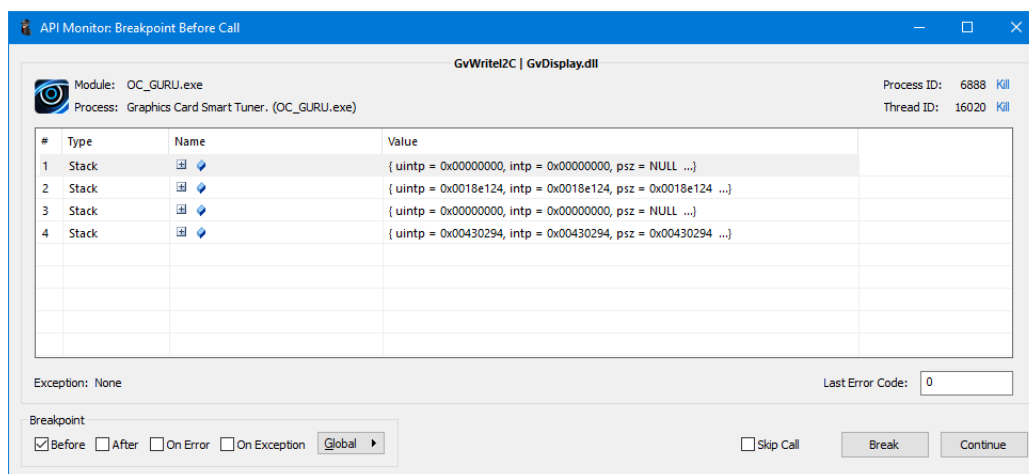 API Monitor: Breakpoint Before Call
GvWriteI2C | GvDisplay.dll
Module: OC_GURU.exe
Process ID: 6888 Kill
Process: Graphics Card Smart Tuner. (OC_GURU.exe)
Thread ID: 16020 Kill
# Type Name Value
1 Stack { uintp = 0x00000000, intp = 0x00000000, psz = NULL ...}
2 Stack { uintp = 0x0018e124, intp = 0x0018e124, psz = 0x0018e124 ...}
3 Stack { uintp = 0x00000000, intp = 0x00000000, psz = NULL ...}
4 Stack { uintp = 0x00430294, intp = 0x00430294, psz = 0x00430294 ...}
Exception: None
Last Error Code: 0
Breakpoint
Before After On Error On Exception Global
Skip Call Break Continue